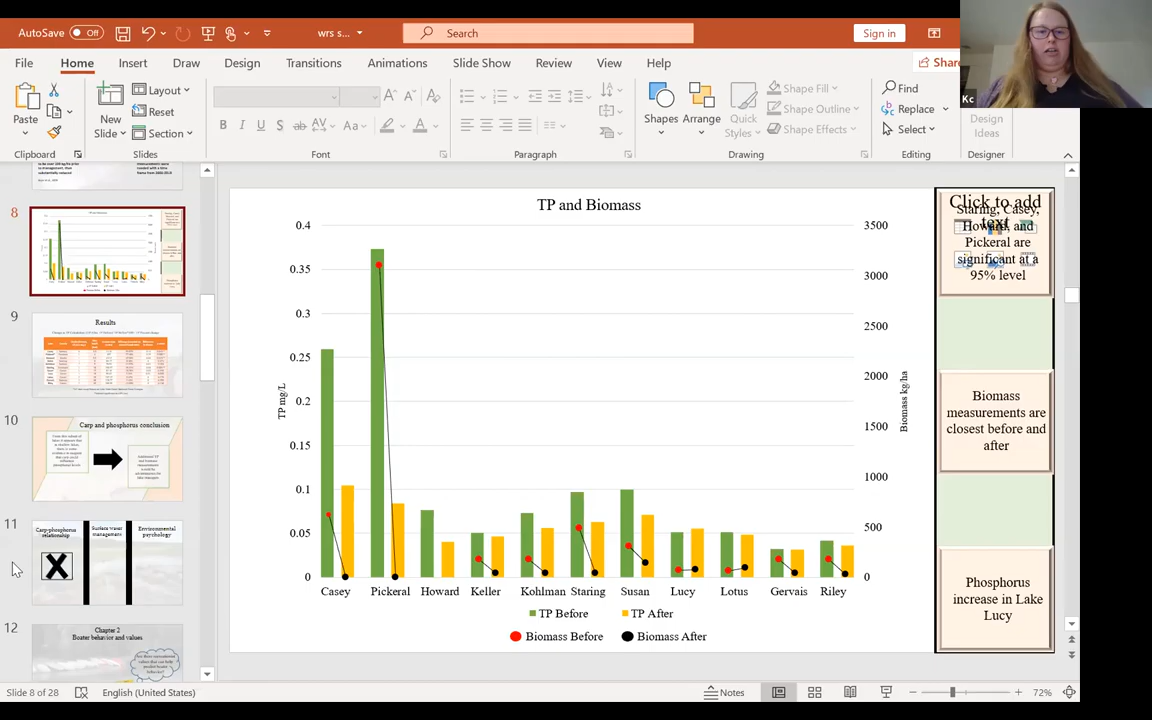 AutoSave Off wrs s... Search Sign in
File Home Insert Draw Design Transitions Animations Slide Show Review View Help Share
Paste New Slide Layout Reset Section Shapes Arrange Quick Styles Shape Fill Shape Outline Shape Effects Find Replace Select Design Ideas
Clipboard Slides Font Paragraph Drawing Editing Designer
Kc
8
9
Results
10
Carp and phosphorus conclusion
11
Carp-phosphorus relationship
Surface water management
Environmental psychology
12
Chapter 2
Boater behavior and values
TP and Biomass
TP mg/L
0.4
0.35
0.3
0.25
0.2
0.15
0.1
0.05
0
3500
3000
2500
2000
1500
1000
500
0
Biomass kg/ha
Casey Pickeral Howard Keller Kohlman Staring Susan Lucy Lotus Gervais Riley
TP Before TP After
Biomass Before Biomass After
Click to add
text
Staring, Casey,
Howard, and
Pickeral are
significant at a
95% level
Biomass
measurements are
closest before and
after
Phosphorus
increase in Lake
Lucy
Slide 8 of 28 English (United States) Notes 72%